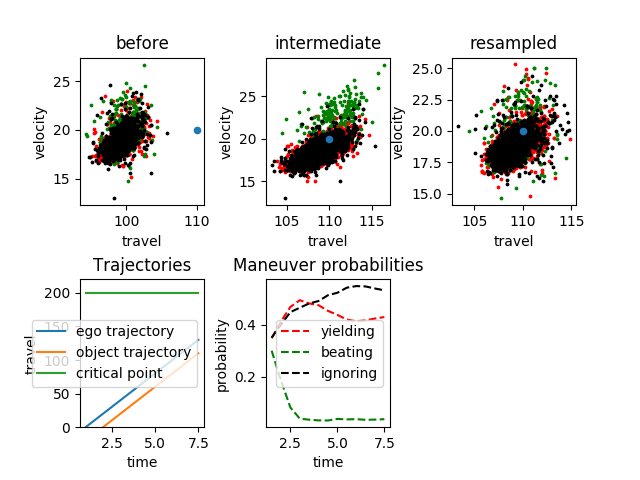 before
intermediate
resampled
velocity
25
20
15
100
110
travel
velocity
25
20
15
105
110
115
travel
velocity
25.0
22.5
20.0
17.5
15.0
105
110
115
travel
Trajectories
travel
200
150
100
50
0
ego trajectory
object trajectory
critical point
2.5
5.0
7.5
time
Maneuver probabilities
probability
0.4
0.2
yielding
beating
ignoring
2.5
5.0
7.5
time